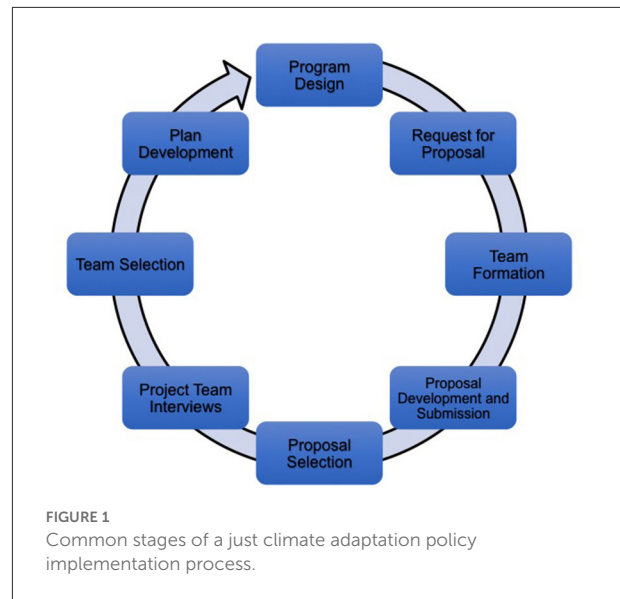 Program
Design
Request for
Proposal
Team
Formation
Proposal
Development and
Submission
Proposal
Selection
Project Team
Interviews
Team Selection
Plan
Development
FIGURE 1
Common stages of a just climate adaptation policy
implementation process.